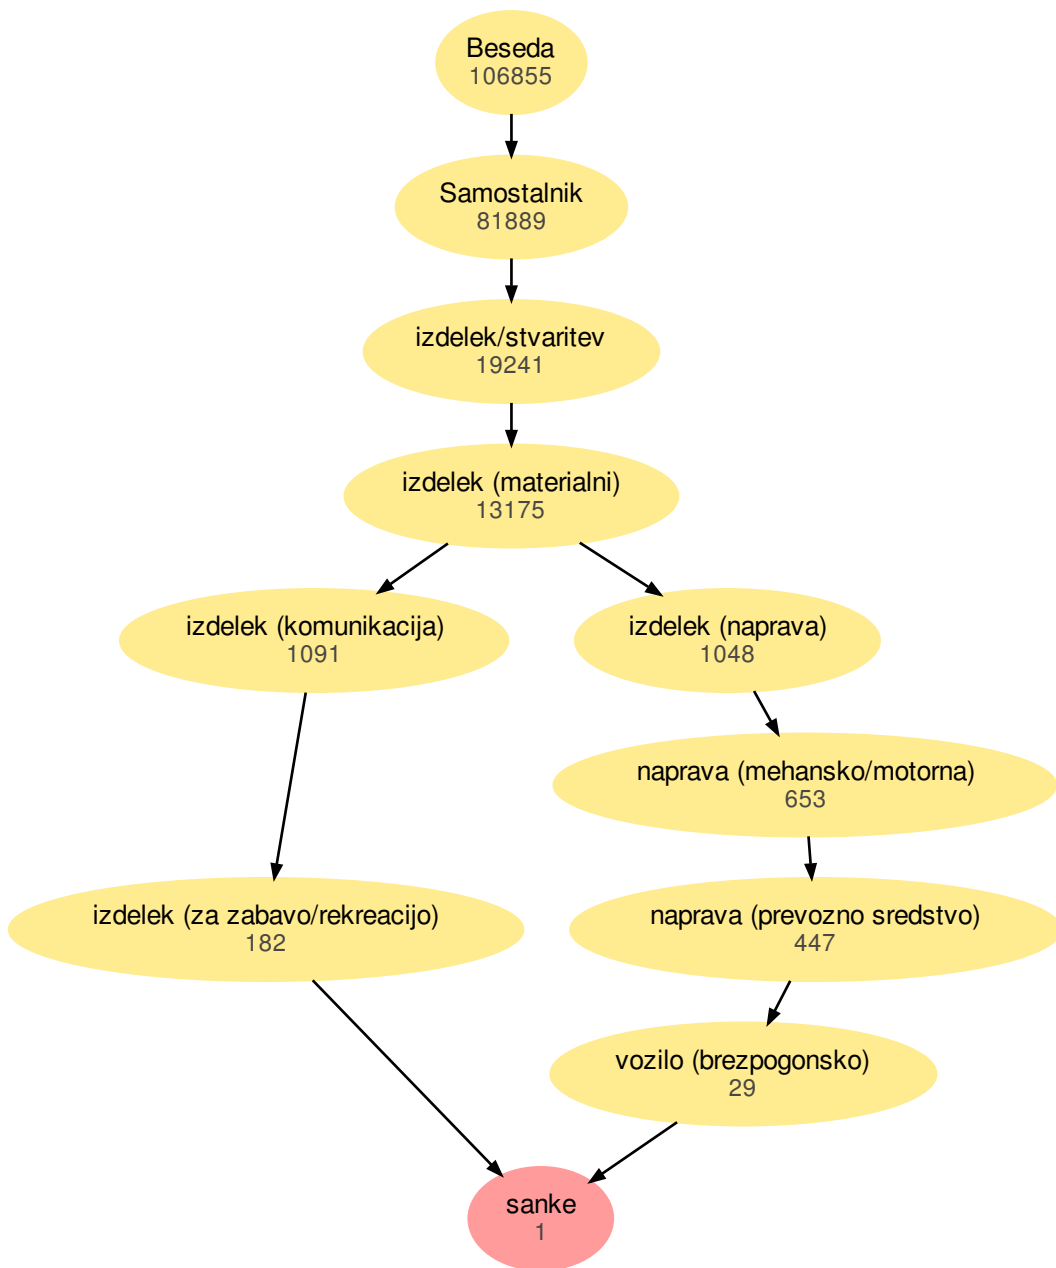 Beseda
106855
Samostalnik
81889
izdelek/stvaritev
19241
izdelek (materialni)
13175
izdelek (komunikacija)
1091
izdelek (naprava)
1048
naprava (mehansko/motorna)
653
izdelek (za zabavo/rekreacijo)
182
naprava (prevozno sredstvo)
447
vozilo (brezpogonsko)
29
sanke
1